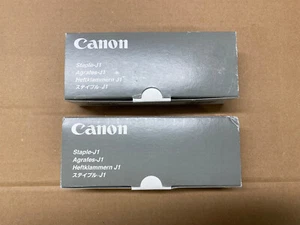 Canon
Staple-J1
Agrafes-J1
Heftklammern J1
ステイプル-J1
Canon
Staple-J1
Agrafes-J1
Heftklammern J1
ステイプル-J1